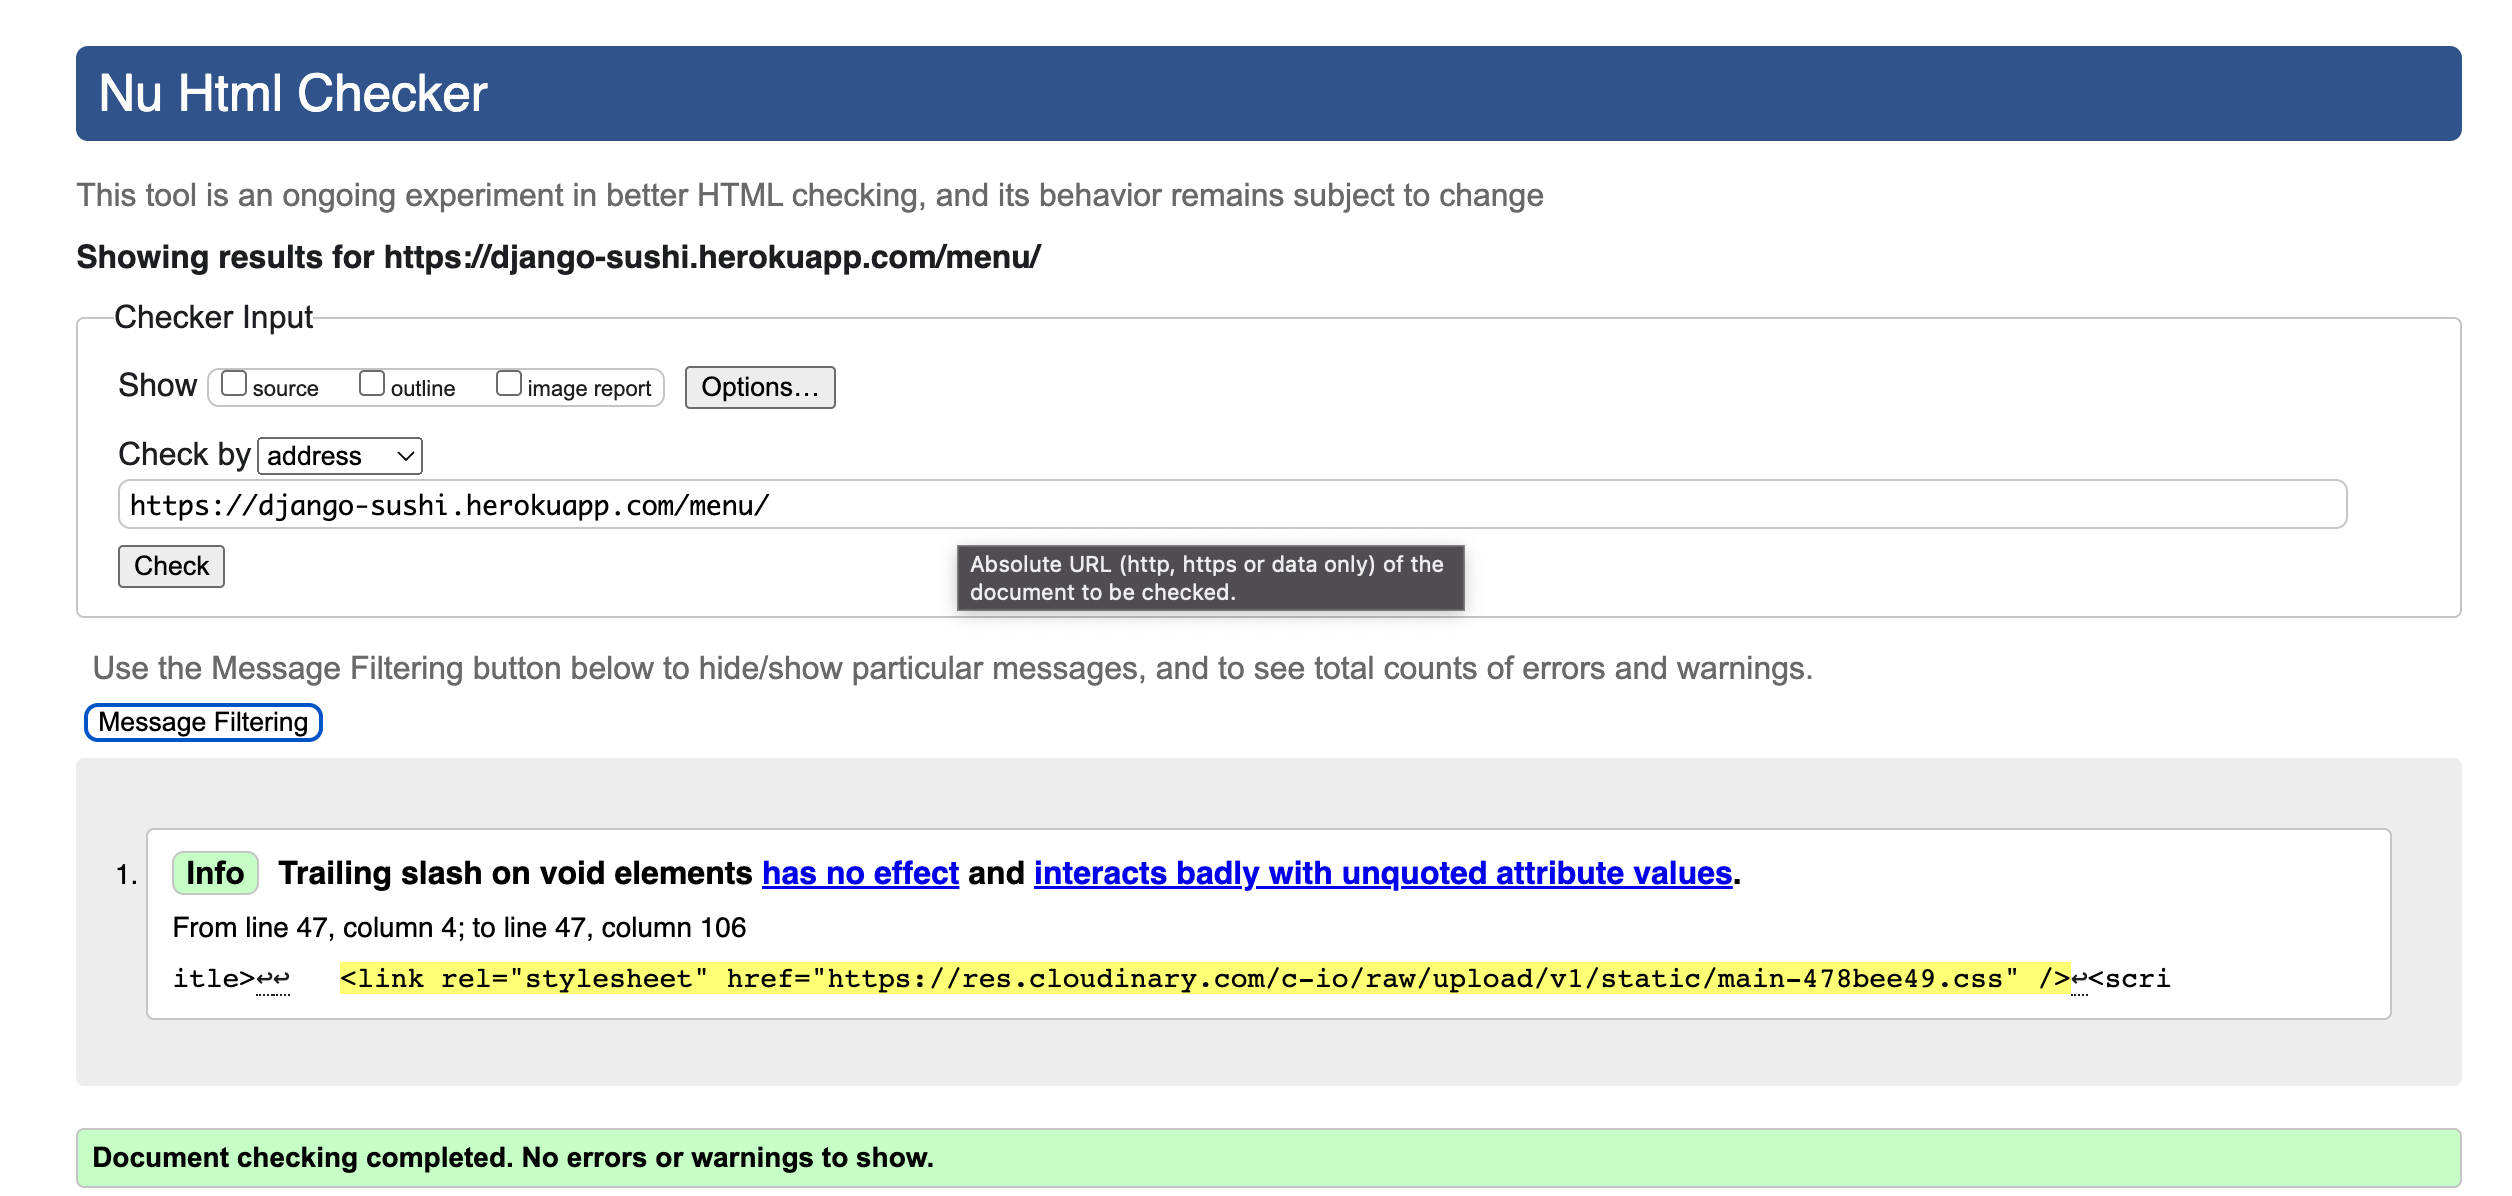 Nu Html Checker
This tool is an ongoing experiment in better HTML checking, and its behavior remains subject to change
Showing results for https://django-sushi.herokuapp.com/menu/
Checker Input
Show source outline image report Options…
Check by address
https://django-sushi.herokuapp.com/menu/
Check
Absolute URL (http, https or data only) of the
document to be checked.
Use the Message Filtering button below to hide/show particular messages, and to see total counts of errors and warnings.
Message Filtering
1. Info Trailing slash on void elements has no effect and interacts badly with unquoted attribute values.
From line 47, column 4; to line 47, column 106
itle>↩↩ <link rel="stylesheet" href="https://res.cloudinary.com/c-io/raw/upload/v1/static/main-478bee49.css" />↩<scri
Document checking completed. No errors or warnings to show.